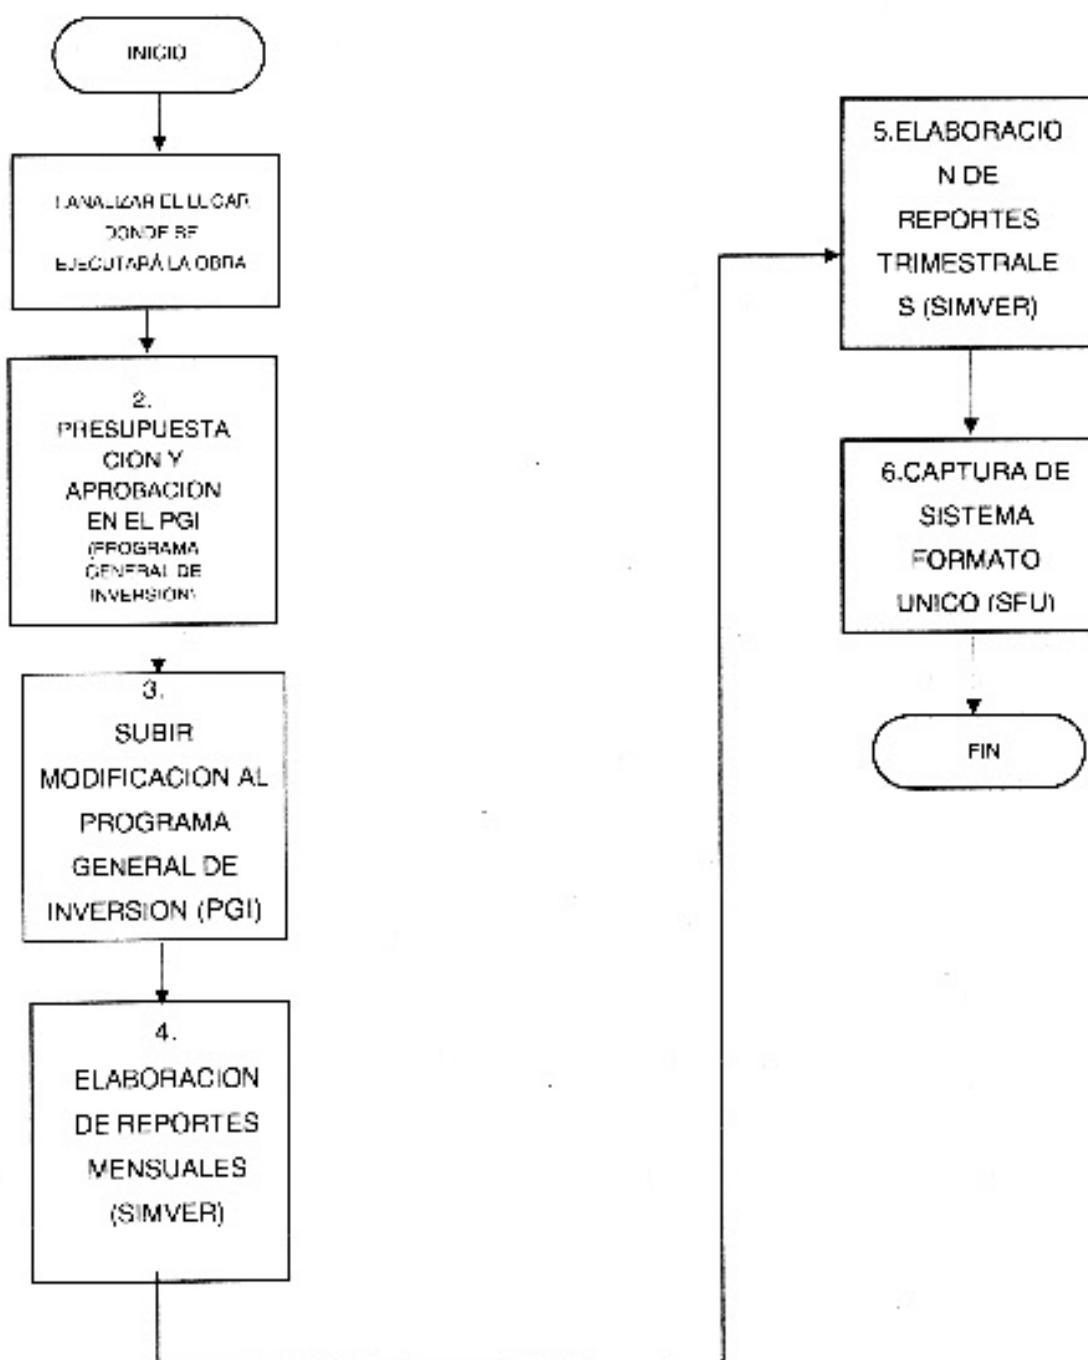 INICIO
1.ANALIZAR EL LUGAR
DONDE SE
EJECUTARÁ LA OBRA
2.
PRESUPUESTA
CION Y
APROBACION
EN EL PGI
(PROGRAMA
GENERAL DE
INVERSION)
3.
SUBIR
MODIFICACION AL
PROGRAMA
GENERAL DE
INVERSION (PGI)
4.
ELABORACION
DE REPORTES
MENSUALES
(SIMVER)
5.ELABORACIO
N DE
REPORTES
TRIMESTRALE
S (SIMVER)
6.CAPTURA DE
SISTEMA
FORMATO
UNICO (SFU)
FIN